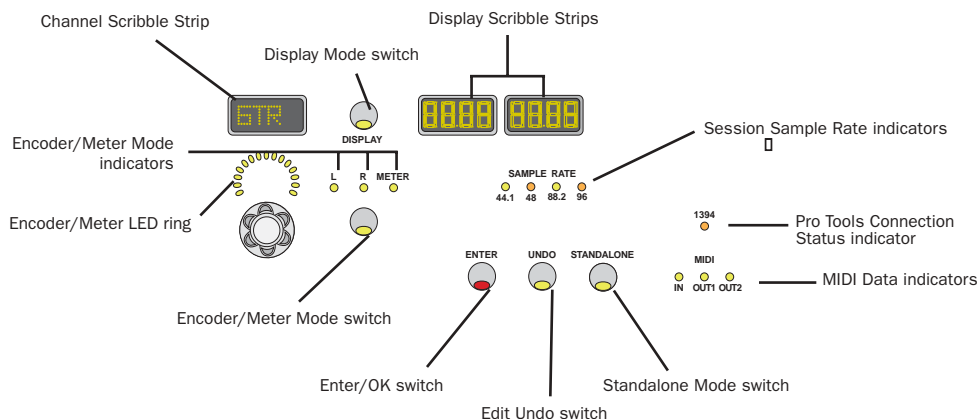 Channel Scribble Strip
Display Scribble Strips
Display Mode switch
GTR
8888 8888
DISPLAY
Session Sample Rate indicators
Encoder/Meter Mode
indicators
L R METER
SAMPLE RATE
44.1 48 88.2 96
Encoder/Meter LED ring
1394
Pro Tools Connection
Status indicator
ENTER UNDO STANDALONE
MIDI
IN OUT1 OUT2
MIDI Data indicators
Encoder/Meter Mode switch
Enter/OK switch
Standalone Mode switch
Edit Undo switch